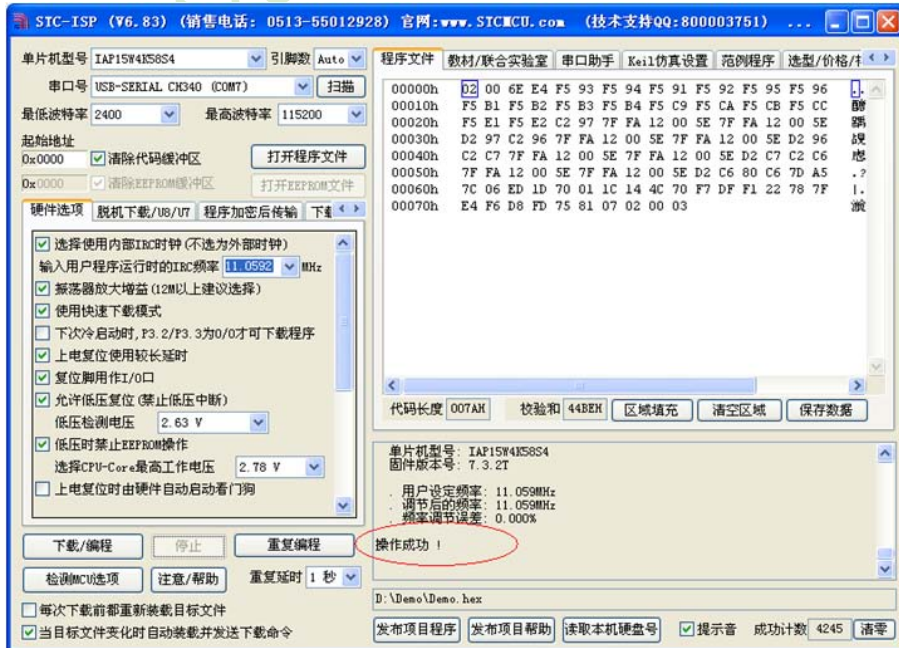 STC-ISP (V6.83) (销售电话: 0513-55012928) 官网:www.STCMCU.com (技术支持QQ:800003751) ...
单片机型号 IAP15W4K58S4 引脚数 Auto
串口号 USB-SERIAL CH340 (COM7) 扫描
最低波特率 2400 最高波特率 115200
起始地址
0x0000 清除代码缓冲区 打开程序文件
0x0000 清除EEPROM缓冲区 打开EEPROM文件
硬件选项 脱机下载/U8/U7 程序加密后传输
选择使用内部IRC时钟(不选为外部时钟)
输入用户程序运行时的IRC频率 11.0592 MHz
振荡器放大增益(12M以上建议选择)
使用快速下载模式
下次冷启动时,P3.2/P3.3为0/0才可下载程序
上电复位使用较长延时
复位脚用作I/O口
允许低压复位(禁止低压中断)
低压检测电压 2.63 V
低压时禁止EEPROM操作
选择CPU-Core最高工作电压 2.78 V
上电复位时由硬件自动启动看门狗
下载/编程 停止 重复编程
检测MCU选项 注意/帮助 重复延时 1 秒
每次下载前都重新装载目标文件
当目标文件变化时自动装载并发送下载命令
程序文件 教材/联合实验室 串口助手 Keil仿真设置 范例程序 选型/价格/
00000h 02 00 6E E4 F5 93 F5 94 F5 91 F5 92 F5 95 F5 96
00010h F5 B1 F5 B2 F5 B3 F5 B4 F5 C9 F5 CA F5 CB F5 CC
00020h F5 E1 F5 E2 C2 97 7F FA 12 00 5E 7F FA 12 00 5E
00030h D2 97 C2 96 7F FA 12 00 5E 7F FA 12 00 5E D2 96
00040h C2 C7 7F FA 12 00 5E 7F FA 12 00 5E D2 C7 C2 C6
00050h 7F FA 12 00 5E 7F FA 12 00 5E D2 C6 80 C6 7D A5 .?
00060h 7C 06 ED 1D 70 01 1C 14 4C 70 F7 DF F1 22 78 7F |.
00070h E4 F6 D8 FD 75 81 07 02 00 03
代码长度 007AH 校验和 44BEH 区域填充 清空区域 保存数据
单片机型号: IAP15W4K58S4
固件版本号: 7.3.2T
. 用户设定频率: 11.059MHz
. 调节后的频率: 11.059MHz
. 频率调节误差: 0.000%
操作成功 !
D:\Demo\Demo.hex
发布项目程序 发布项目帮助 读取本机硬盘号 提示音 成功计数 4245 清零